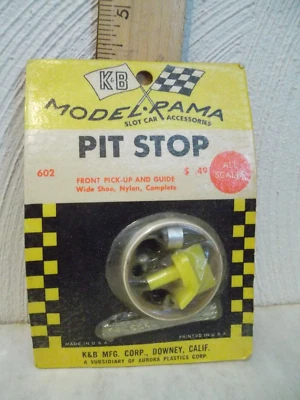 5
K&B
MODEL-RAMA
SLOT CAR ACCESSORIES
PIT STOP
602
FRONT PICK-UP AND GUIDE
Wide Shoe, Nylon, Complete
$ .49
ALL SCALES
MADE IN U.S.A.
PRINTED IN U.S.A.
K&B MFG. CORP., DOWNEY, CALIF.
A SUBSIDIARY OF AURORA PLASTICS CORP.